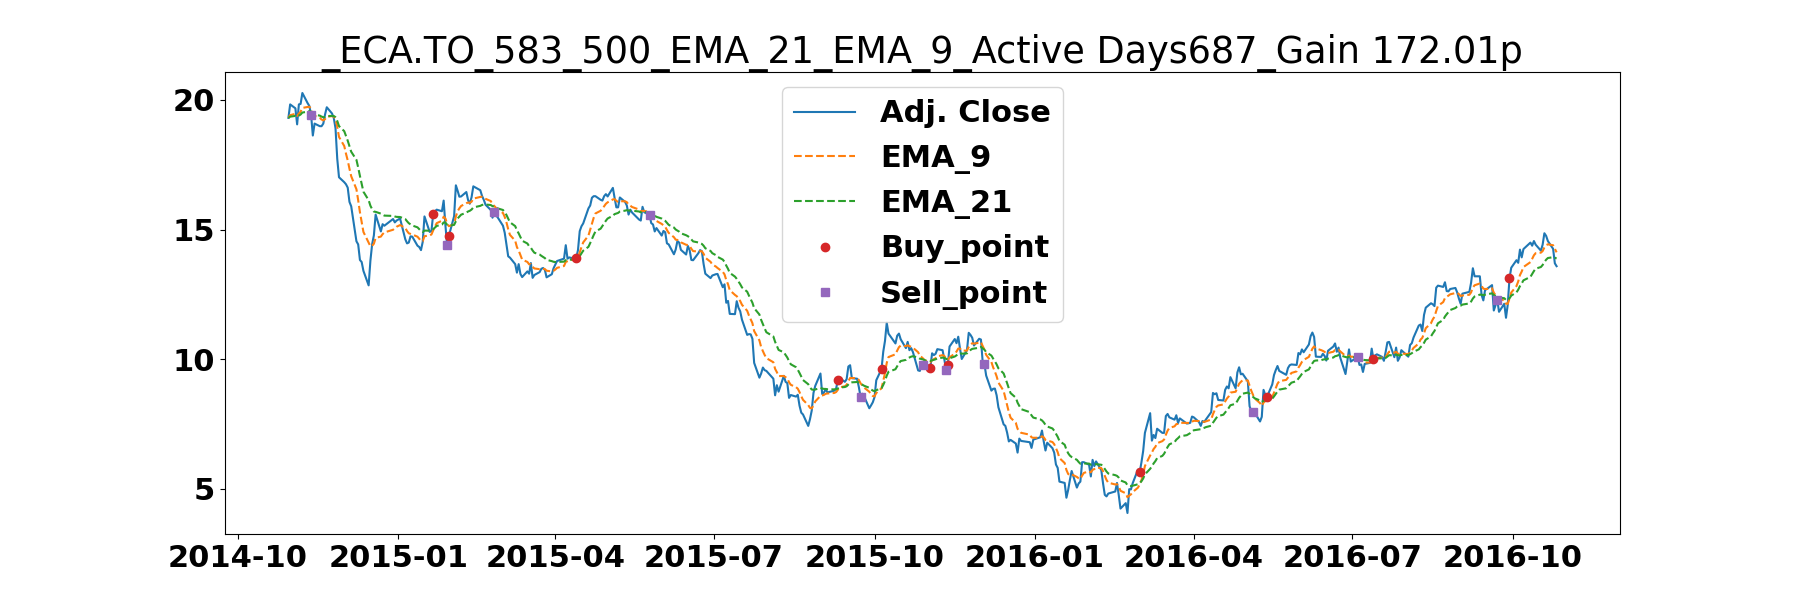 _ECA.TO_583_500_EMA_21_EMA_9_Active Days687_Gain 172.01p
Adj. Close
EMA_9
EMA_21
Buy_point
Sell_point
20
15
10
5
2014-10 2015-01 2015-04 2015-07 2015-10 2016-01 2016-04 2016-07 2016-10